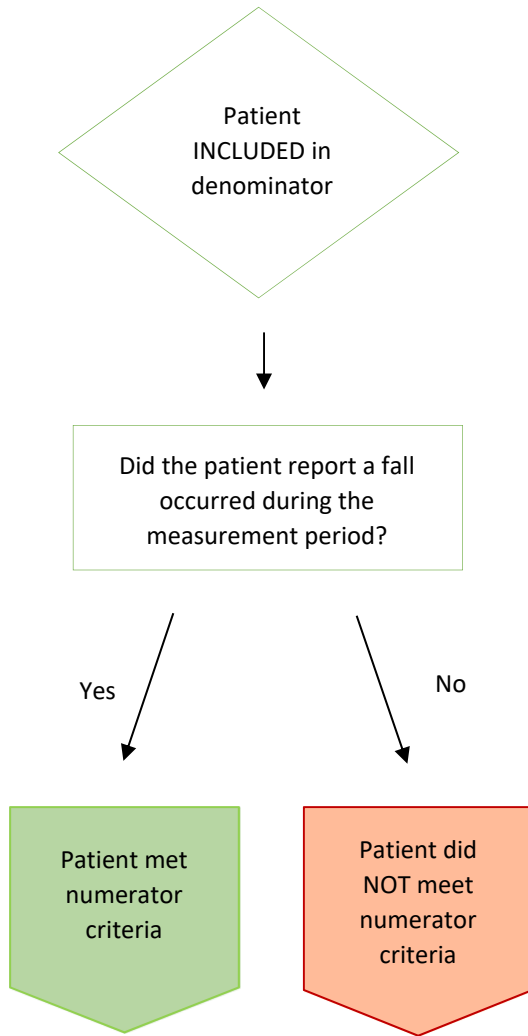 Patient
INCLUDED in
denominator
Did the patient report a fall
occurred during the
measurement period?
Yes
No
Patient met
numerator
criteria
Patient did
NOT meet
numerator
criteria